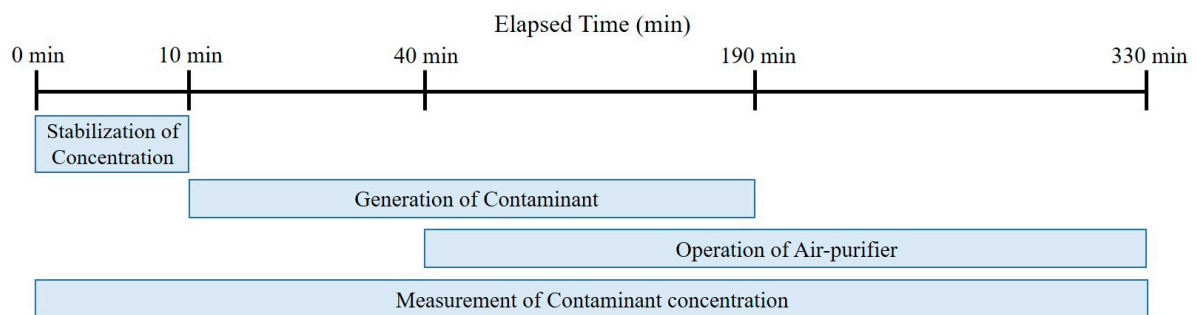 Elapsed Time (min)
0 min 10 min 40 min 190 min 330 min
Stabilization of
Concentration
Generation of Contaminant
Operation of Air-purifier
Measurement of Contaminant concentration